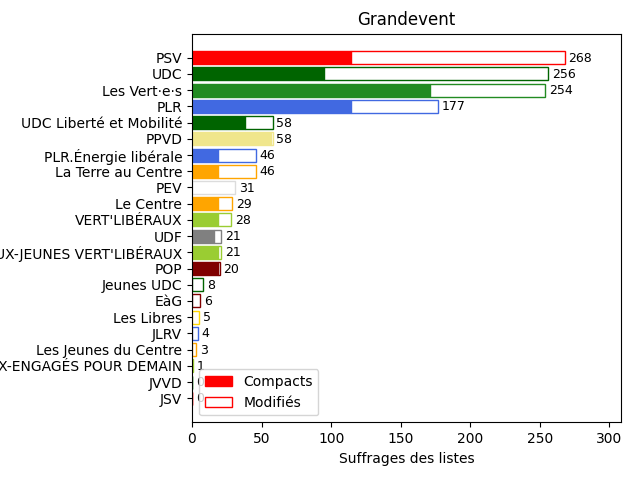 Grandevent
PSV 268
UDC 256
Les Vert·e·s 254
PLR 177
UDC Liberté et Mobilité 58
PPVD 58
PLR.Énergie libérale 46
La Terre au Centre 46
PEV 31
Le Centre 29
VERT'LIBÉRAUX 28
UDF 21
UX-JEUNES VERT'LIBÉRAUX 21
POP 20
Jeunes UDC 8
EàG 6
Les Libres 5
JLRV 4
Les Jeunes du Centre 3
X-ENGAGÉS POUR DEMAIN 1
JVVD 0
JSV 0
Compacts
Modifiés
0 50 100 150 200 250 300
Suffrages des listes